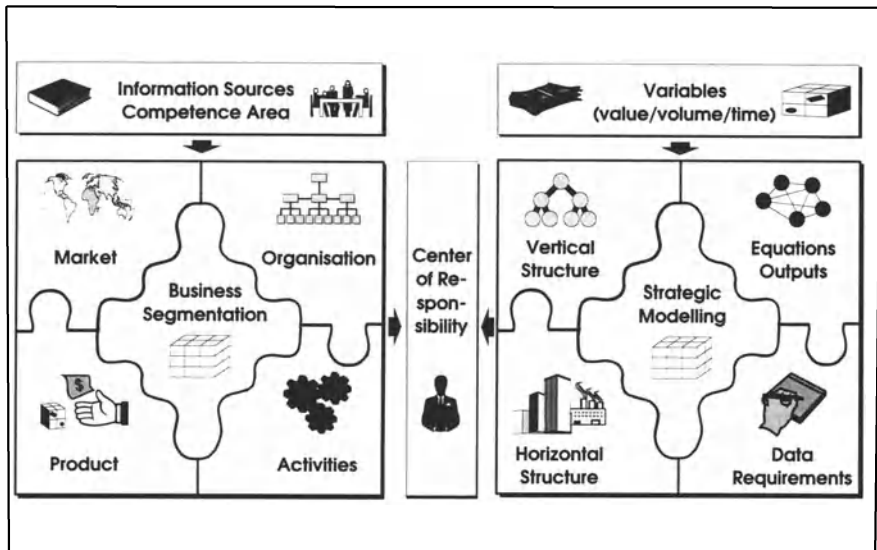 Information Sources
Competence Area
Variables
(value/volume/time)
Market
Organisation
Business
Segmentation
$
Product
Activities
Center
of Re-
spon-
sibility
Vertical
Structure
Equations
Outputs
Strategic
Modelling
Horizontal
Structure
Data
Requirements